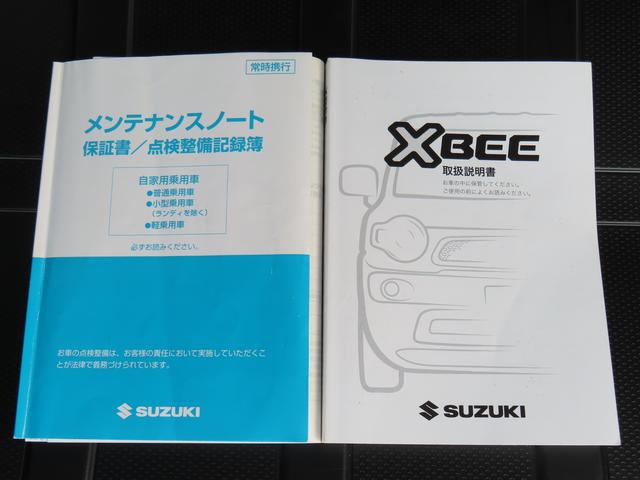 常時携行
メンテナンスノート
保証書／点検整備記録簿
自家用乗用車
●普通乗用車
●小型乗用車
(ランディを除く)
●軽乗用車
必ずお読みください。
お車の点検整備は、お客様の責任において実施していただくこ
とが法律で義務づけられています。
SUZUKI
XBEE
取扱説明書
お車の中に保管してください。
ご使用の前によくお読みください。
SUZUKI